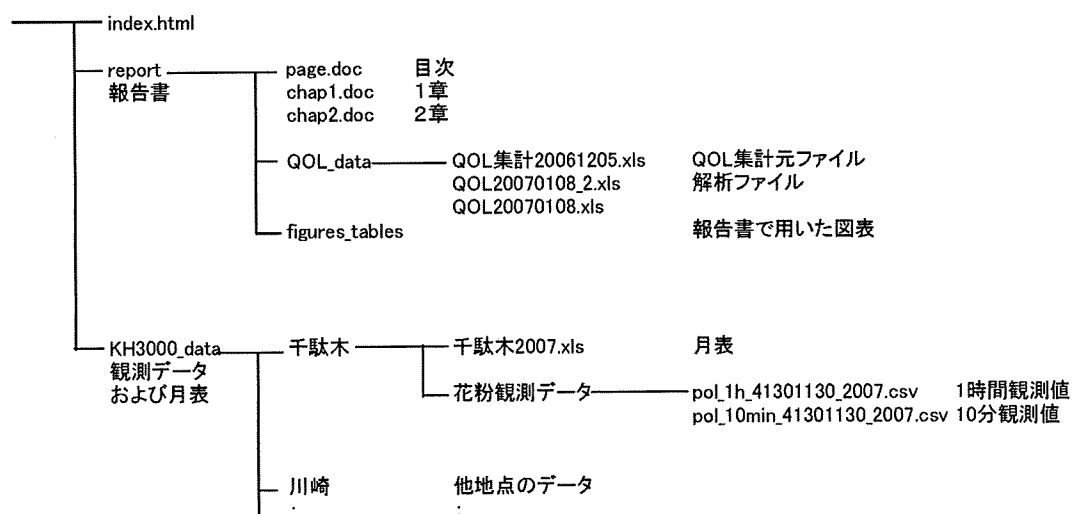 index.html
report
報告書
page.doc 目次
chap1.doc 1章
chap2.doc 2章
QOL_data QOL集計20061205.xls QOL集計元ファイル
QOL20070108_2.xls 解析ファイル
QOL20070108.xls
figures_tables 報告書で用いた図表
KH3000_data 千駄木 千駄木2007.xls 月表
観測データ
および月表
花粉観測データ pol_1h_41301130_2007.csv 1時間観測値
pol_10min_41301130_2007.csv 10分観測値
川崎 他地点のデータ